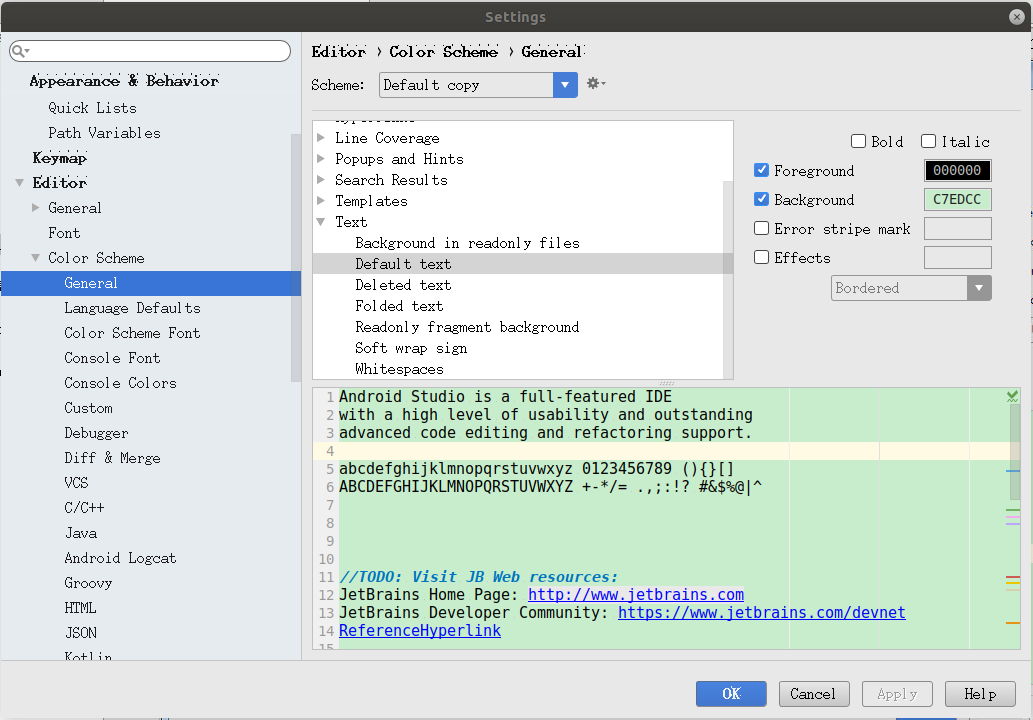 Settings
Appearance & Behavior
Quick Lists
Path Variables
Keymap
Editor
General
Font
Color Scheme
General
Language Defaults
Color Scheme Font
Console Font
Console Colors
Custom
Debugger
Diff & Merge
VCS
C/C++
Java
Android Logcat
Groovy
HTML
JSON
Kotlin
Editor › Color Scheme › General
Scheme: Default copy
Line Coverage
Popups and Hints
Search Results
Templates
Text
Background in readonly files
Default text
Deleted text
Folded text
Readonly fragment background
Soft wrap sign
Whitespaces
Bold Italic
Foreground 000000
Background C7EDCC
Error stripe mark
Effects
Bordered
1 Android Studio is a full-featured IDE
2 with a high level of usability and outstanding
3 advanced code editing and refactoring support.
4
5 abcdefghijklmnopqrstuvwxyz 0123456789 (){}[]
6 ABCDEFGHIJKLMNOPQRSTUVWXYZ +-*/= .,;:!? #&$%@|^
7
8
9
10
11 //TODO: Visit JB Web resources:
12 JetBrains Home Page: http://www.jetbrains.com
13 JetBrains Developer Community: https://www.jetbrains.com/devnet
14 ReferenceHyperlink
15
OK Cancel Apply Help